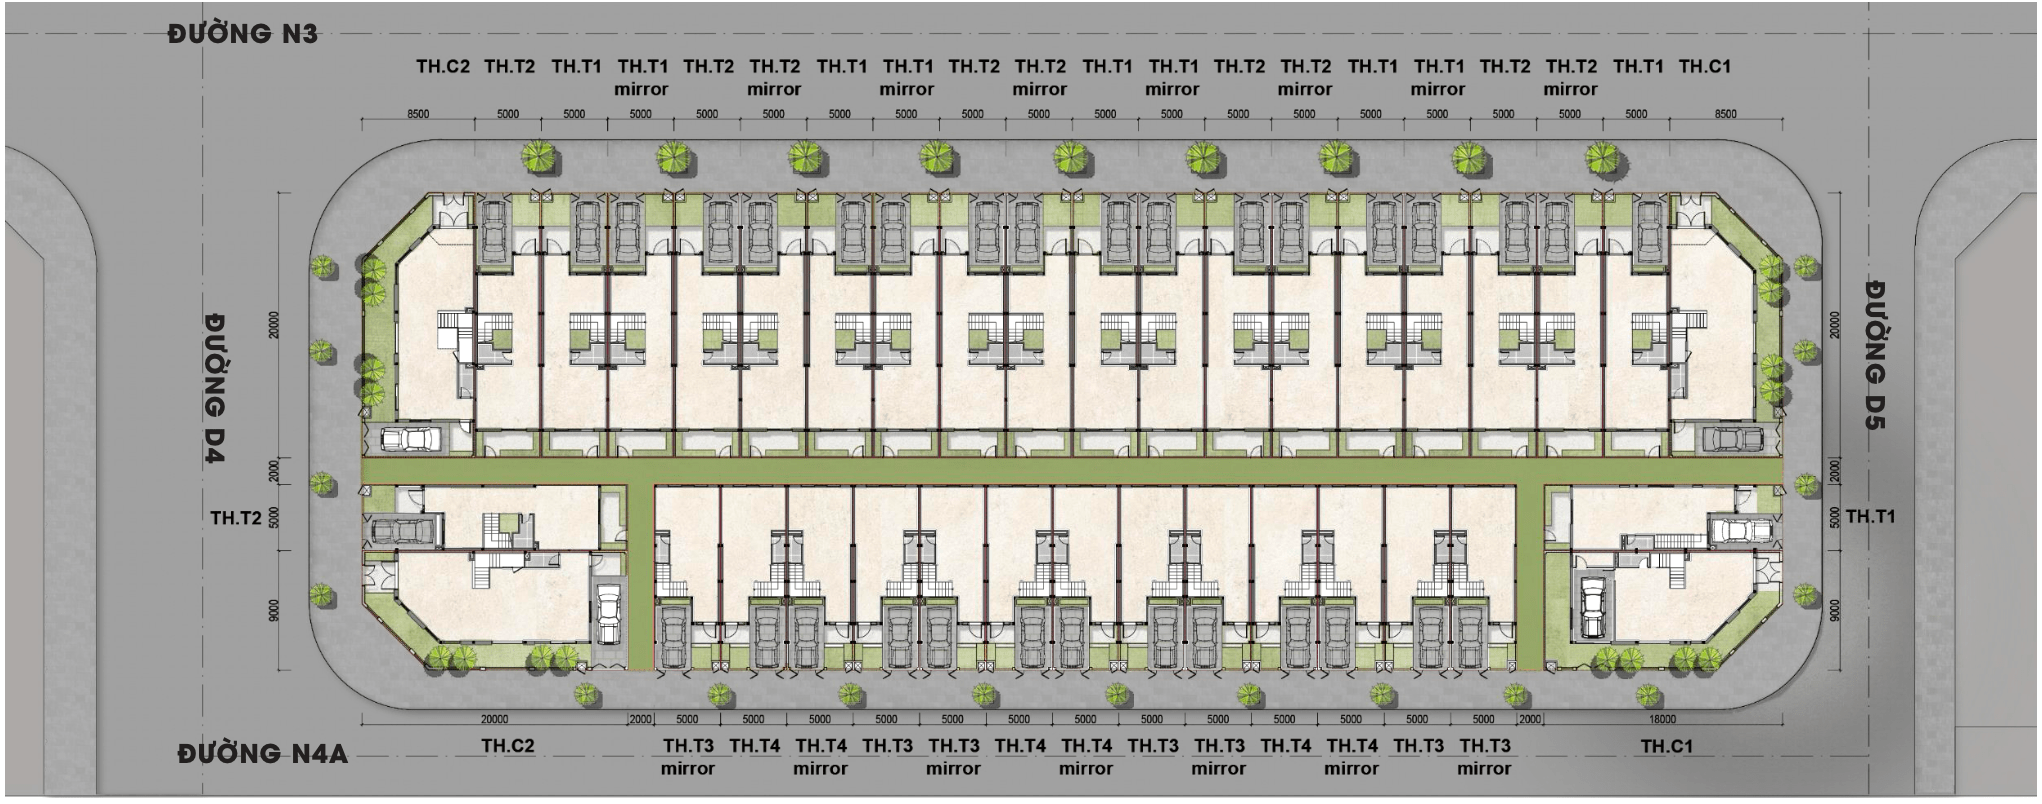 ĐƯỜNG N3
TH.C2 TH.T2 TH.T1 TH.T1 TH.T2 TH.T2 TH.T1 TH.T1 TH.T2 TH.T2 TH.T1 TH.T1 TH.T2 TH.T2 TH.T1 TH.T1 TH.T2 TH.T2 TH.T1 TH.C1
mirror mirror mirror mirror mirror mirror mirror mirror
8500 5000 5000 5000 5000 5000 5000 5000 5000 5000 5000 5000 5000 5000 5000 5000 5000 5000 5000 8500
ĐƯỜNG D4
20000
2000
TH.T2
5000
9000
20000
ĐƯỜNG D5
2000
5000
TH.T1
9000
20000 2000 5000 5000 5000 5000 5000 5000 5000 5000 5000 5000 5000 5000 5000 2000 18000
TH.C2 TH.T3 TH.T4 TH.T4 TH.T3 TH.T3 TH.T4 TH.T4 TH.T3 TH.T3 TH.T4 TH.T4 TH.T3 TH.T3 TH.C1
mirror mirror mirror mirror mirror mirror mirror
ĐƯỜNG N4A